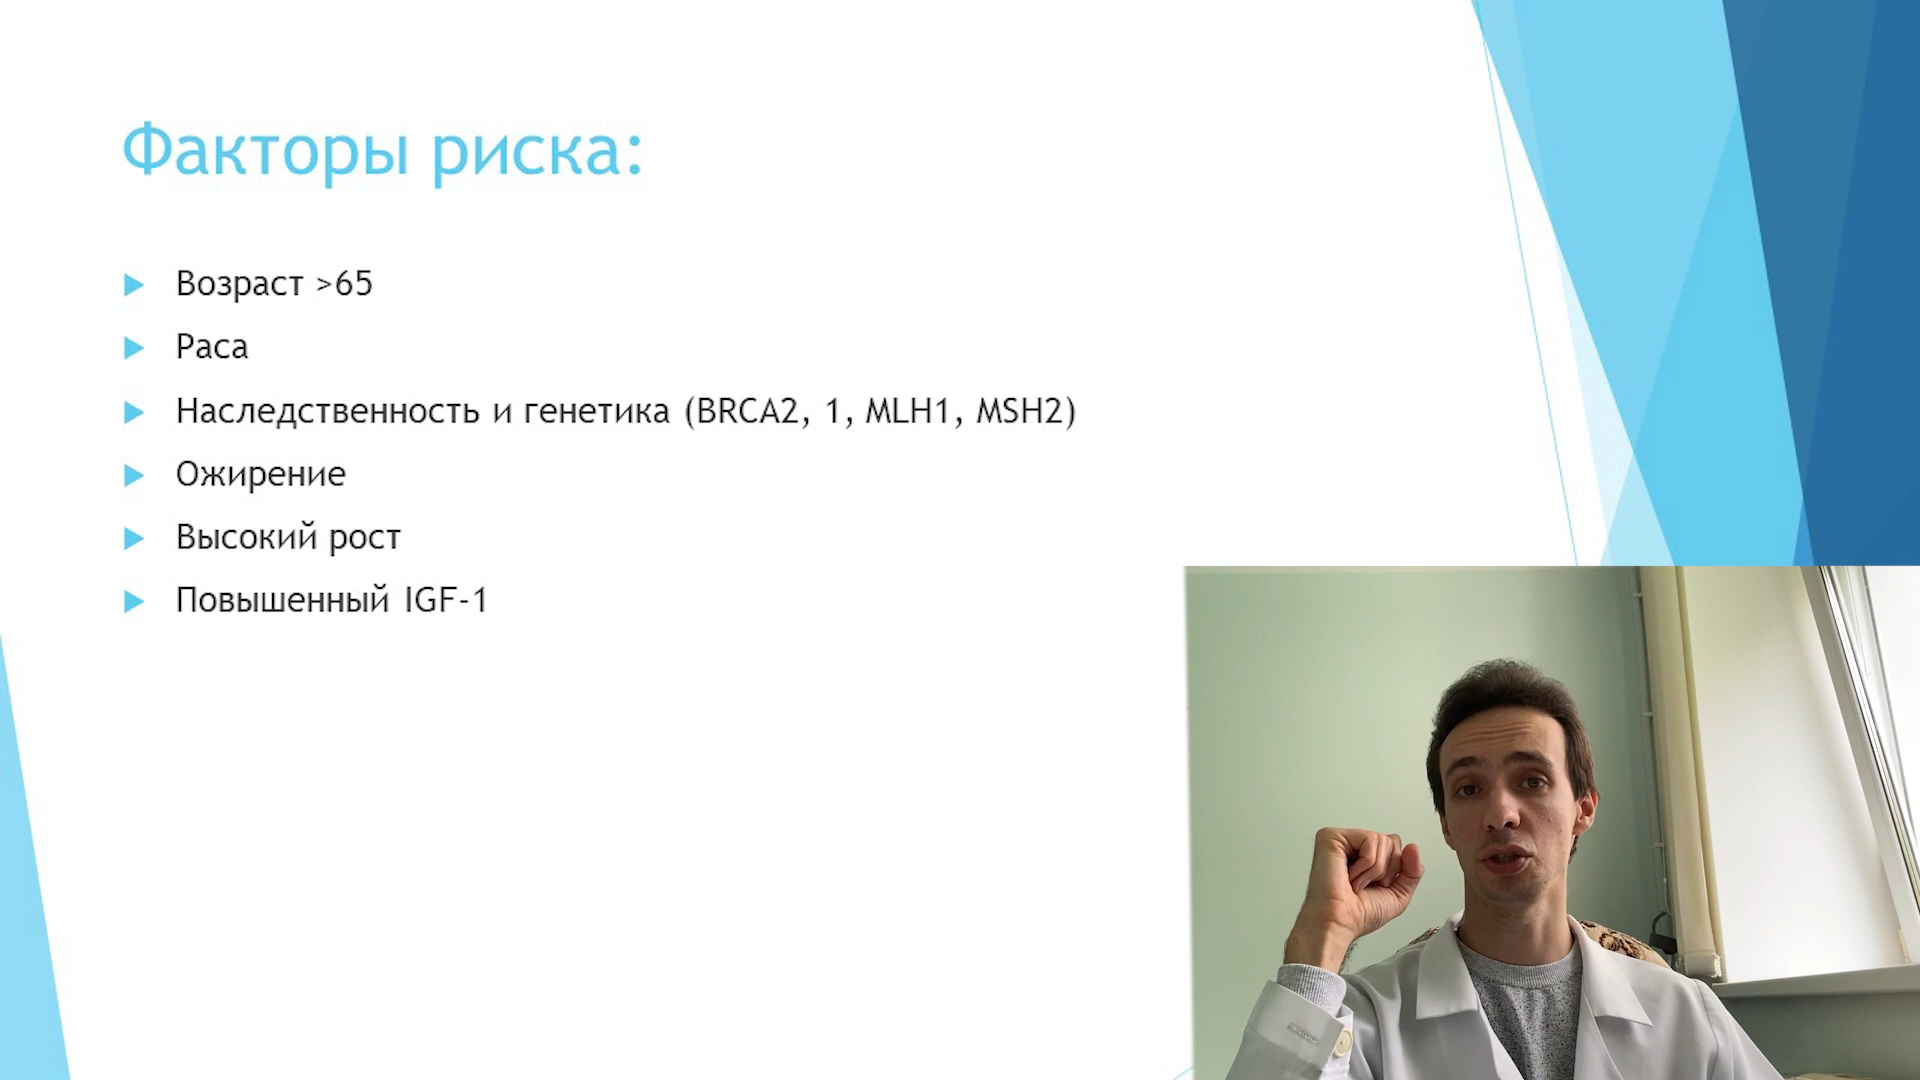 Факторы риска:
Возраст >65
Раса
Наследственность и генетика (BRCA2, 1, MLH1, MSH2)
Ожирение
Высокий рост
Повышенный IGF-1